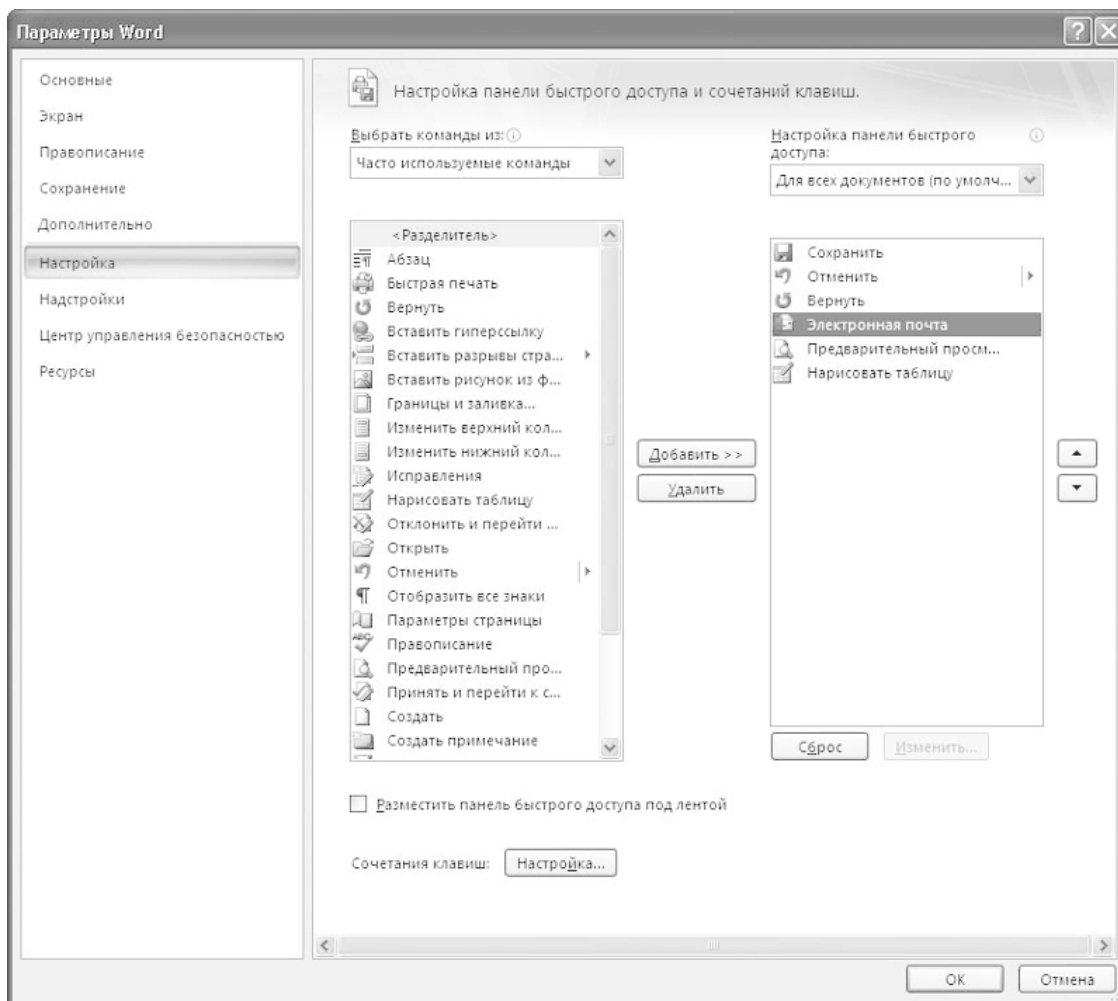 Параметры Word
Основные
Экран
Правописание
Сохранение
Дополнительно
Настройка
Надстройки
Центр управления безопасностью
Ресурсы
Настройка панели быстрого доступа и сочетаний клавиш.
Выбрать команды из:
Часто используемые команды
<Разделитель>
Абзац
Быстрая печать
Вернуть
Вставить гиперссылку
Вставить разрывы стра...
Вставить рисунок из ф...
Границы и заливка...
Изменить верхний кол...
Изменить нижний кол...
Исправления
Нарисовать таблицу
Отклонить и перейти ...
Открыть
Отменить
Отобразить все знаки
Параметры страницы
Правописание
Предварительный про...
Принять и перейти к с...
Создать
Создать примечание
Добавить >>
Удалить
Настройка панели быстрого
доступа:
Для всех документов (по умолч...
Сохранить
Отменить
Вернуть
Электронная почта
Предварительный просм...
Нарисовать таблицу
Сброс
Изменить...
Разместить панель быстрого доступа под лентой
Сочетания клавиш:
Настройка...
ОК
Отмена